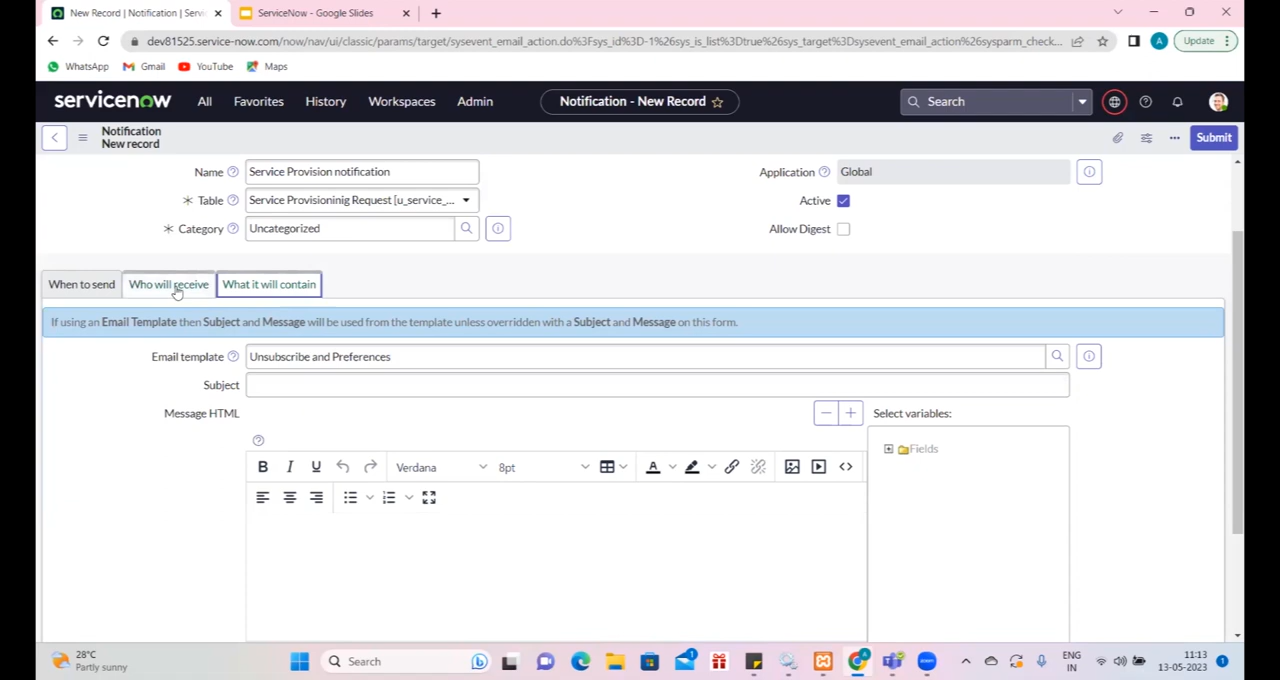 New Record | Notification | Servi
ServiceNow - Google Slides
dev81525.service-now.com/now/nav/ui/classic/params/target/sysevent_email_action.do%3Fsys_id%3D-1%26sys_is_list%3Dtrue%26sys_target%3Dsysevent_email_action%26sysparm_check...
A
Update
WhatsApp
Gmail
YouTube
Maps
servicenow
All
Favorites
History
Workspaces
Admin
Notification - New Record
Search
Notification
New record
Submit
Name
Service Provision notification
Application
Global
Table
Service Provisioninig Request [u_service_...
Active
Category
Uncategorized
Allow Digest
When to send
Who will receive
What it will contain
If using an Email Template then Subject and Message will be used from the template unless overridden with a Subject and Message on this form.
Email template
Unsubscribe and Preferences
Subject
Message HTML
Select variables:
Fields
B I U
Verdana
8pt
A
28°C
Partly sunny
Search
ENG
IN
11:13
13-05-2023